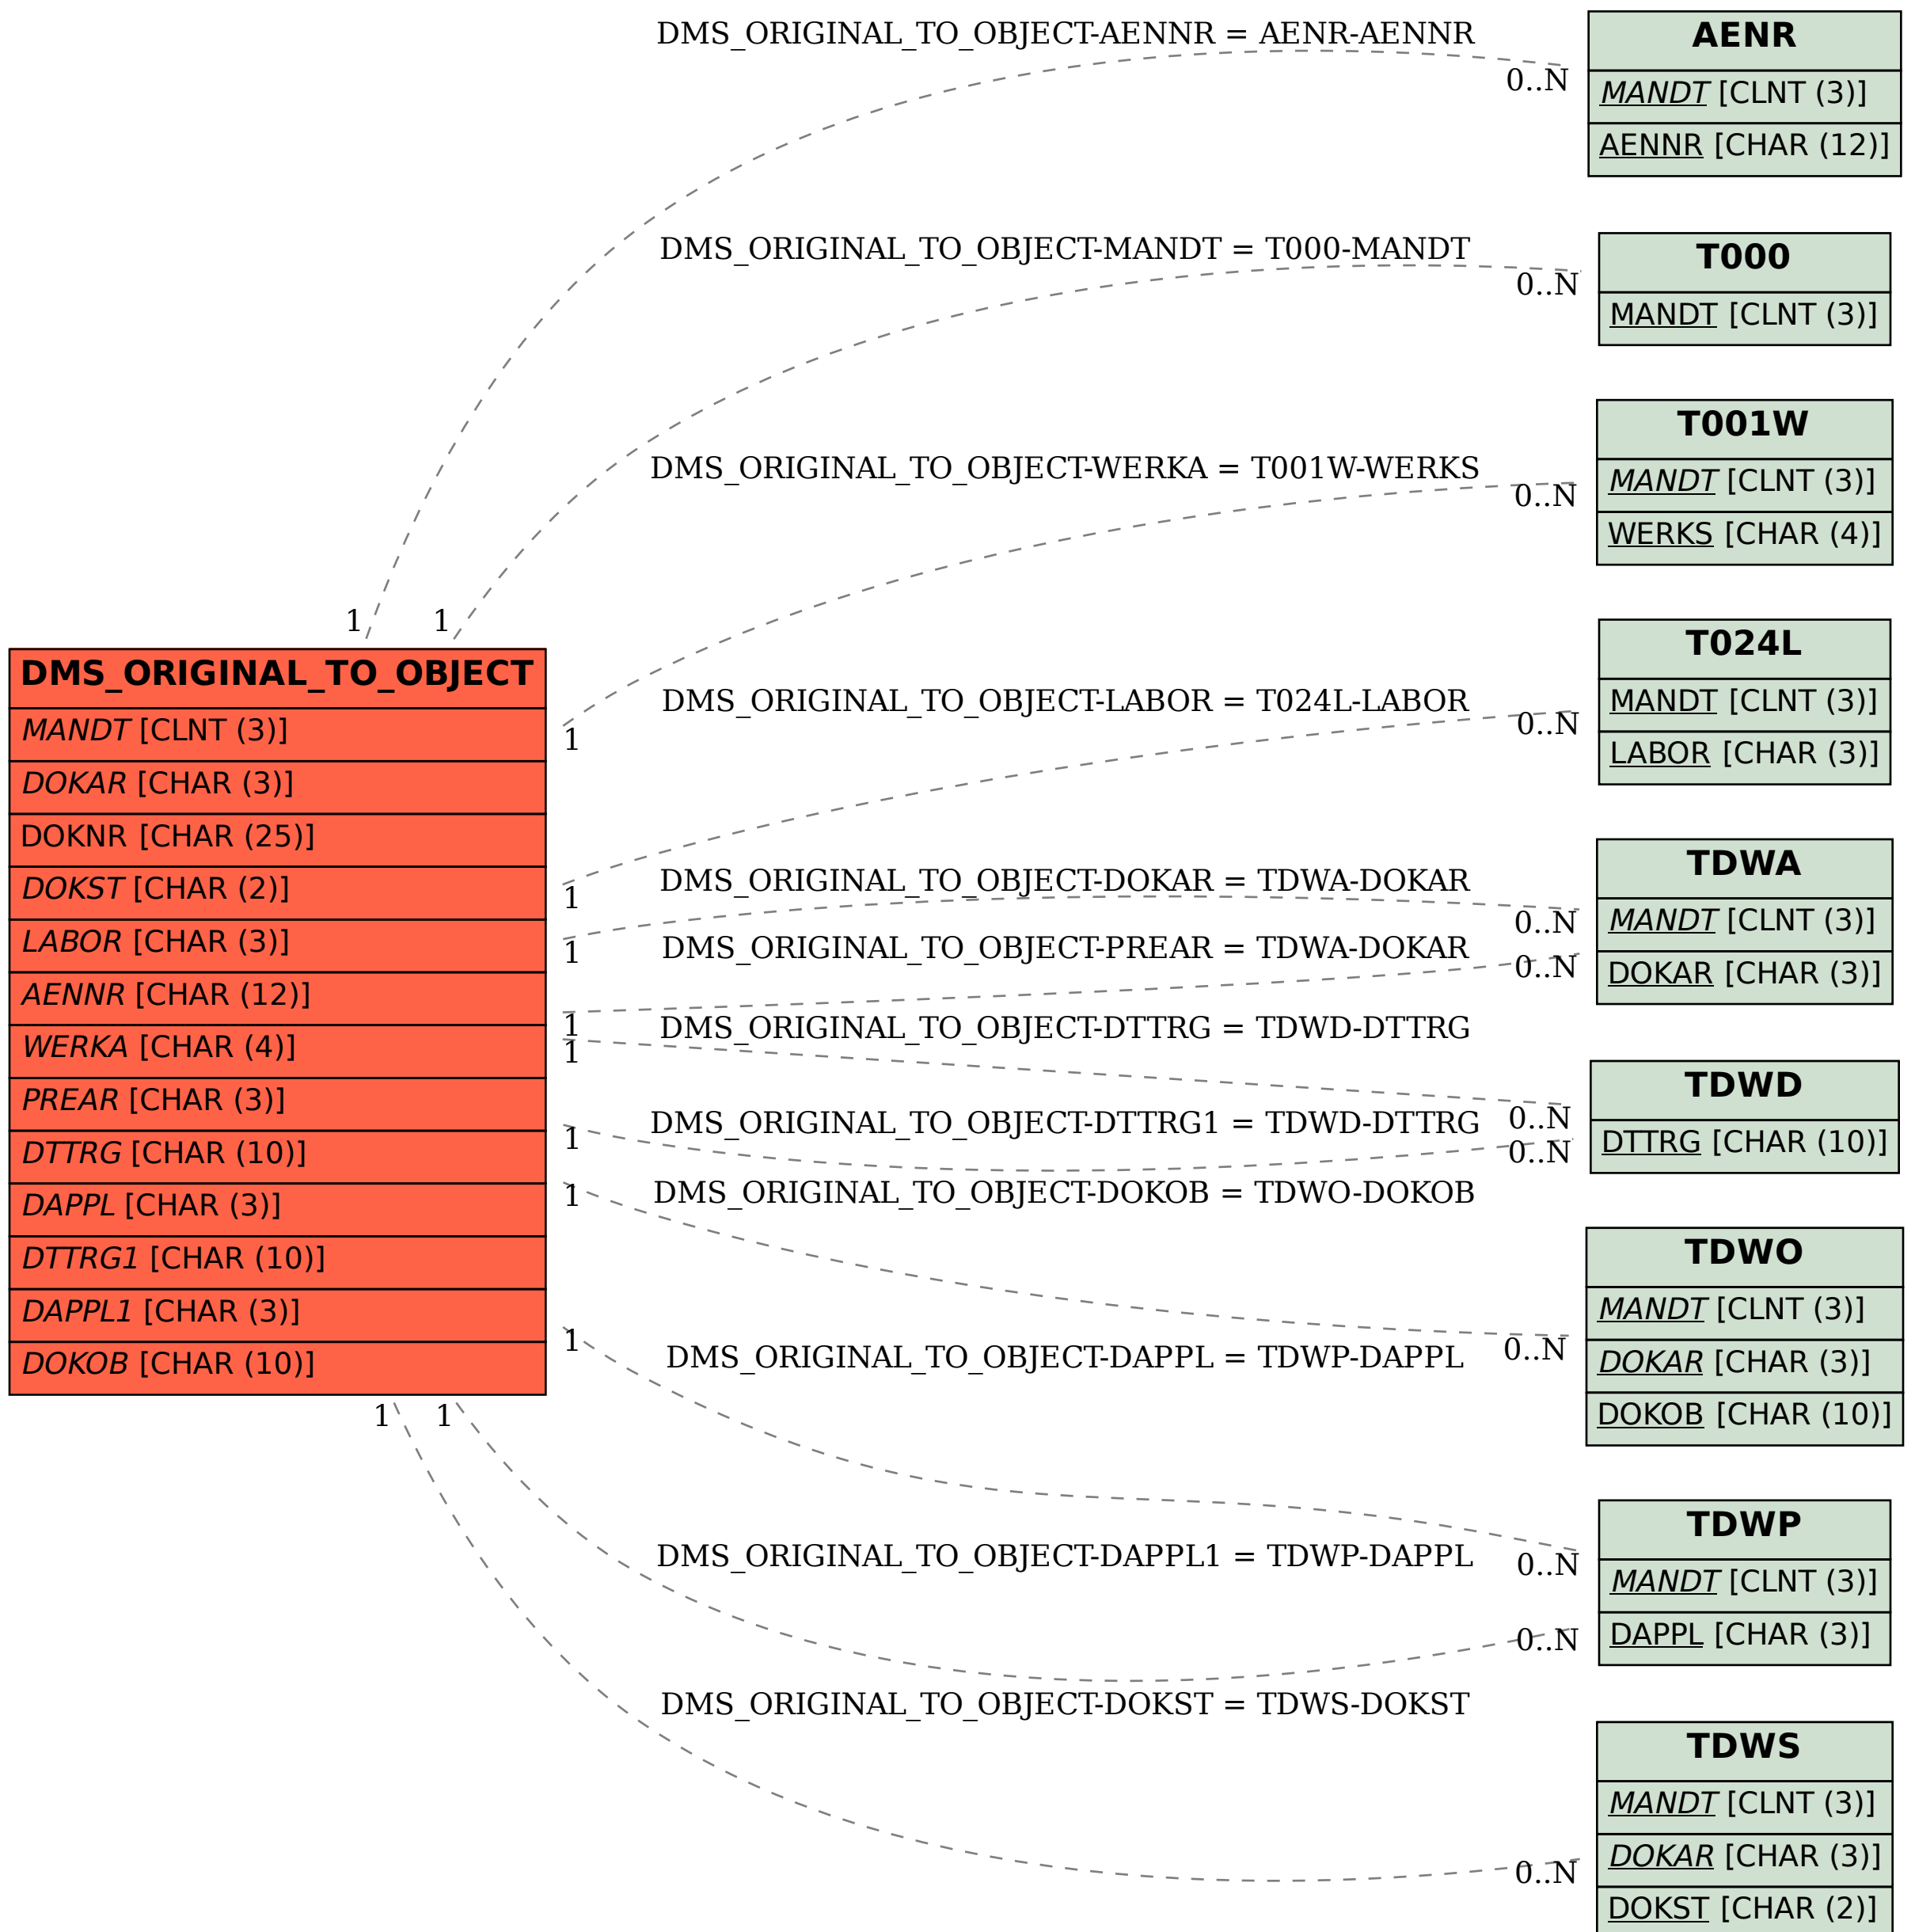 DMS_ORIGINAL_TO_OBJECT-AENNR = AENR-AENNR
0..N
1
AENR
MANDT [CLNT (3)]
AENNR [CHAR (12)]
DMS_ORIGINAL_TO_OBJECT-MANDT = T000-MANDT
0..N
1
T000
MANDT [CLNT (3)]
DMS_ORIGINAL_TO_OBJECT-WERKA = T001W-WERKS
0..N
1
T001W
MANDT [CLNT (3)]
WERKS [CHAR (4)]
DMS_ORIGINAL_TO_OBJECT
MANDT [CLNT (3)]
DOKAR [CHAR (3)]
DOKNR [CHAR (25)]
DOKST [CHAR (2)]
LABOR [CHAR (3)]
AENNR [CHAR (12)]
WERKA [CHAR (4)]
PREAR [CHAR (3)]
DTTRG [CHAR (10)]
DAPPL [CHAR (3)]
DTTRG1 [CHAR (10)]
DAPPL1 [CHAR (3)]
DOKOB [CHAR (10)]
DMS_ORIGINAL_TO_OBJECT-LABOR = T024L-LABOR
0..N
1
T024L
MANDT [CLNT (3)]
LABOR [CHAR (3)]
DMS_ORIGINAL_TO_OBJECT-DOKAR = TDWA-DOKAR
0..N
1
DMS_ORIGINAL_TO_OBJECT-PREAR = TDWA-DOKAR
0..N
1
TDWA
MANDT [CLNT (3)]
DOKAR [CHAR (3)]
DMS_ORIGINAL_TO_OBJECT-DTTRG = TDWD-DTTRG
0..N
1
DMS_ORIGINAL_TO_OBJECT-DTTRG1 = TDWD-DTTRG
0..N
1
TDWD
DTTRG [CHAR (10)]
DMS_ORIGINAL_TO_OBJECT-DOKOB = TDWO-DOKOB
0..N
1
TDWO
MANDT [CLNT (3)]
DOKAR [CHAR (3)]
DOKOB [CHAR (10)]
DMS_ORIGINAL_TO_OBJECT-DAPPL = TDWP-DAPPL
0..N
1
DMS_ORIGINAL_TO_OBJECT-DAPPL1 = TDWP-DAPPL
0..N
1
TDWP
MANDT [CLNT (3)]
DAPPL [CHAR (3)]
DMS_ORIGINAL_TO_OBJECT-DOKST = TDWS-DOKST
0..N
1
TDWS
MANDT [CLNT (3)]
DOKAR [CHAR (3)]
DOKST [CHAR (2)]